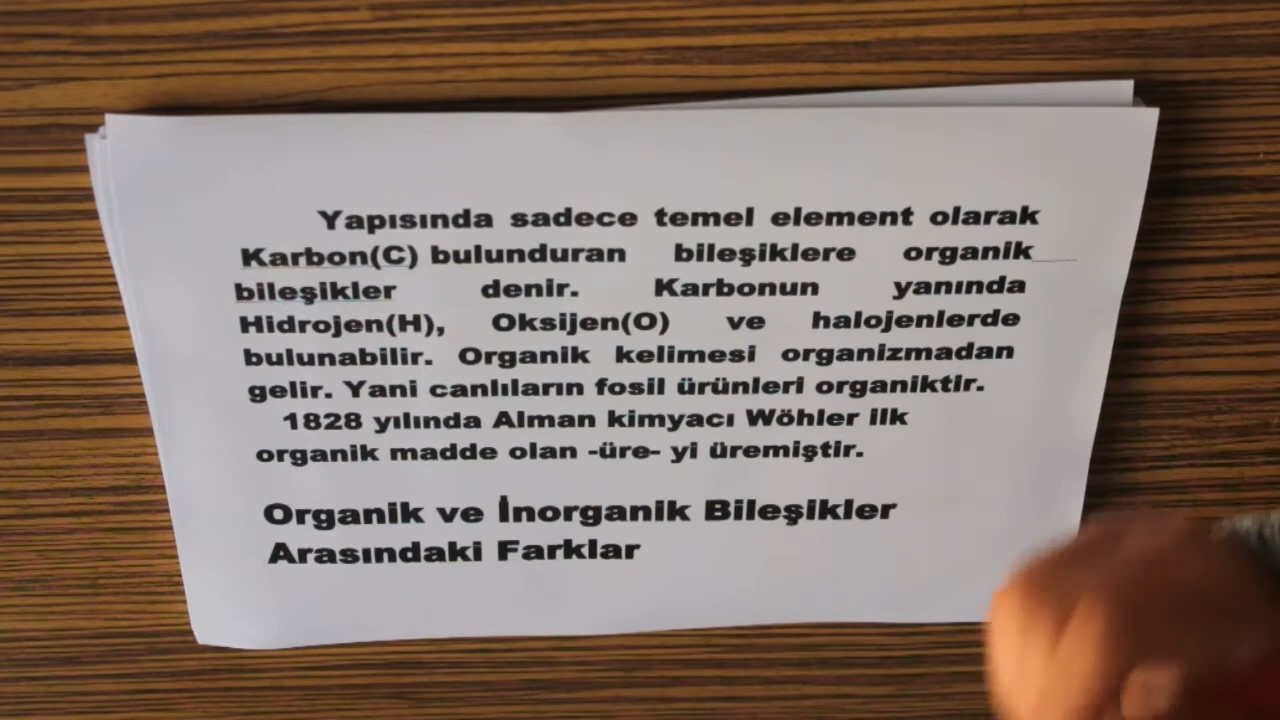 Yapısında sadece temel element olarak
Karbon(C) bulunduran bileşiklere organik
bileşikler denir. Karbonun yanında
Hidrojen(H), Oksijen(O) ve halojenlerde
bulunabilir. Organik kelimesi organizmadan
gelir. Yani canlıların fosil ürünleri organiktir.
1828 yılında Alman kimyacı Wöhler ilk
organik madde olan -üre- yi üremiştir.
Organik ve İnorganik Bileşikler
Arasındaki Farklar